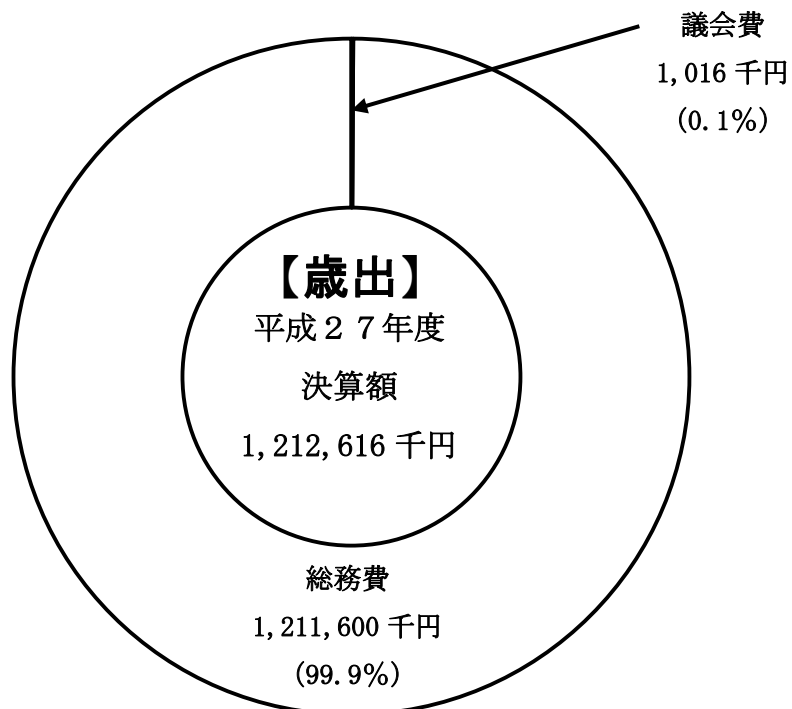 議会費
1,016 千円
(0.1%)
【歳出】
平成２７年度
決算額
1,212,616 千円
総務費
1,211,600 千円
(99.9%)